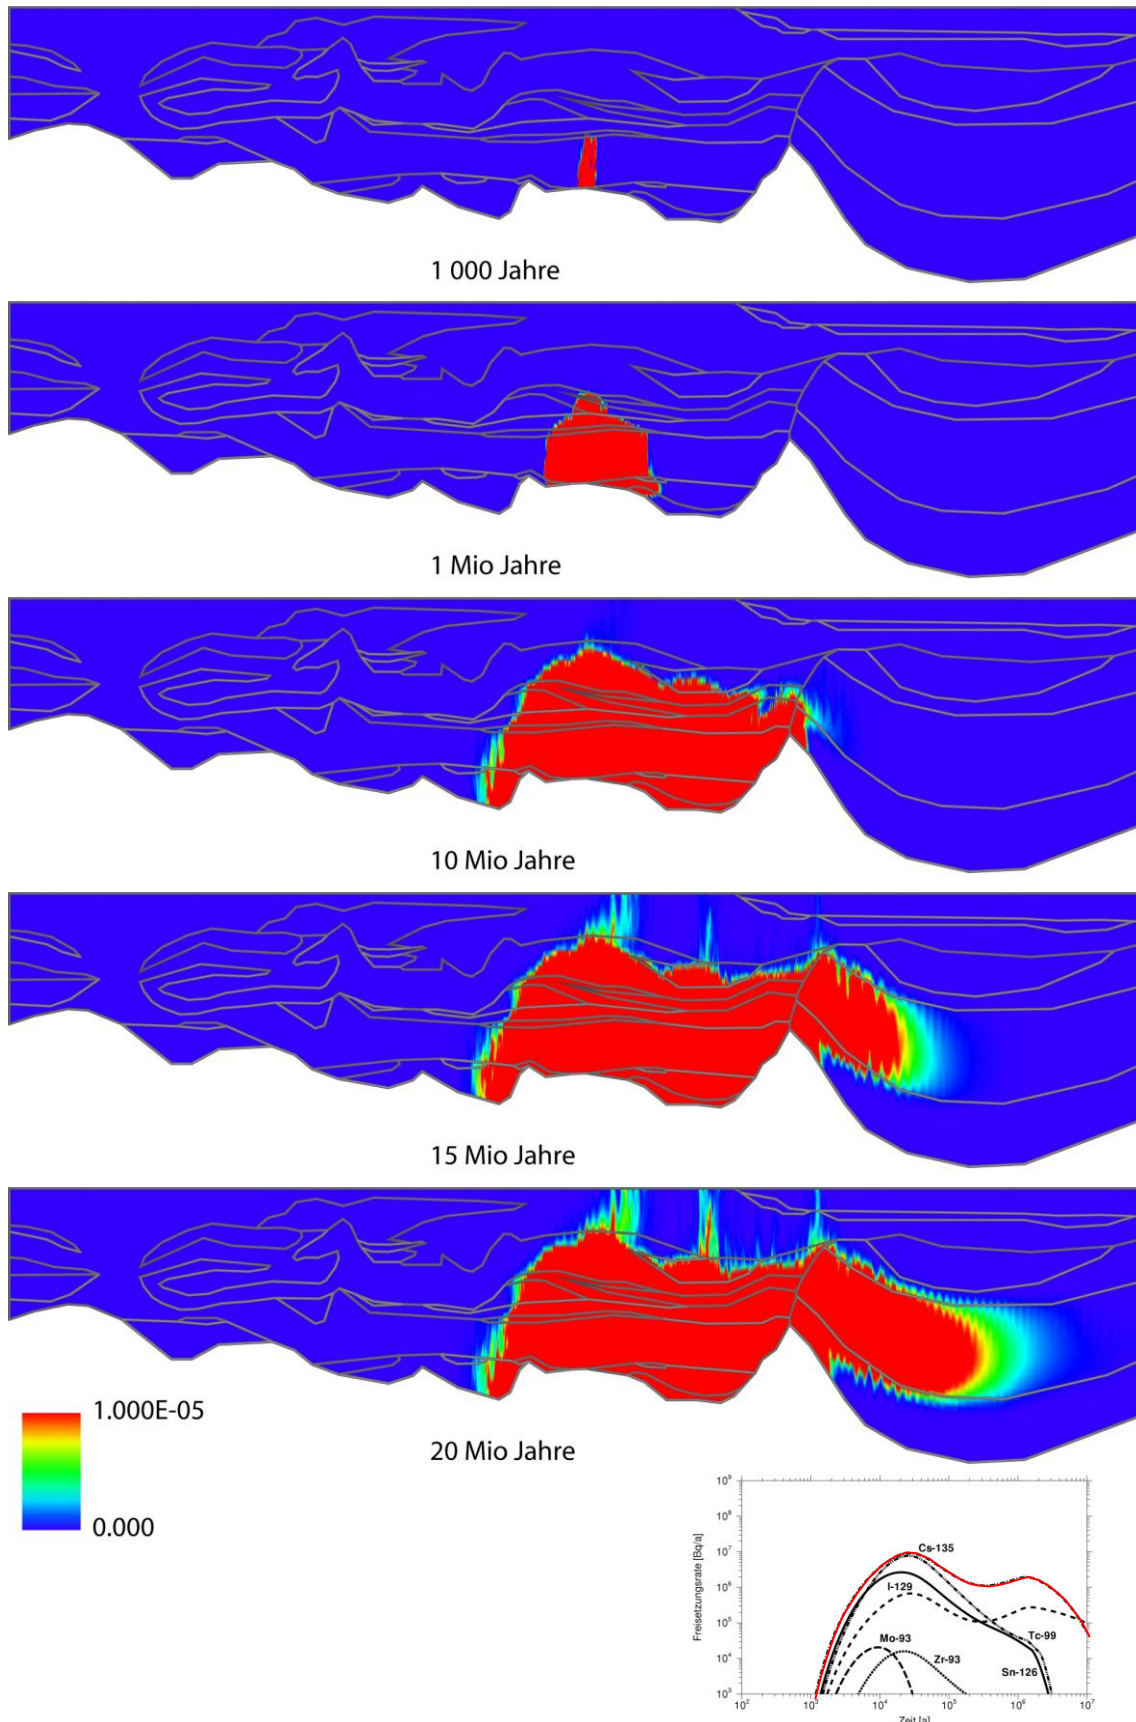 1 000 Jahre
1 Mio Jahre
10 Mio Jahre
15 Mio Jahre
20 Mio Jahre
1.000E-05
0.000
Freisetzungsrate [Bq/a]
10⁹
10⁸
10⁷
10⁶
10⁵
10⁴
10³
Cs-135
I-129
Mo-93
Zr-93
Tc-99
Sn-126
10² 10³ 10⁴ 10⁵ 10⁶ 10⁷
Zeit [a]